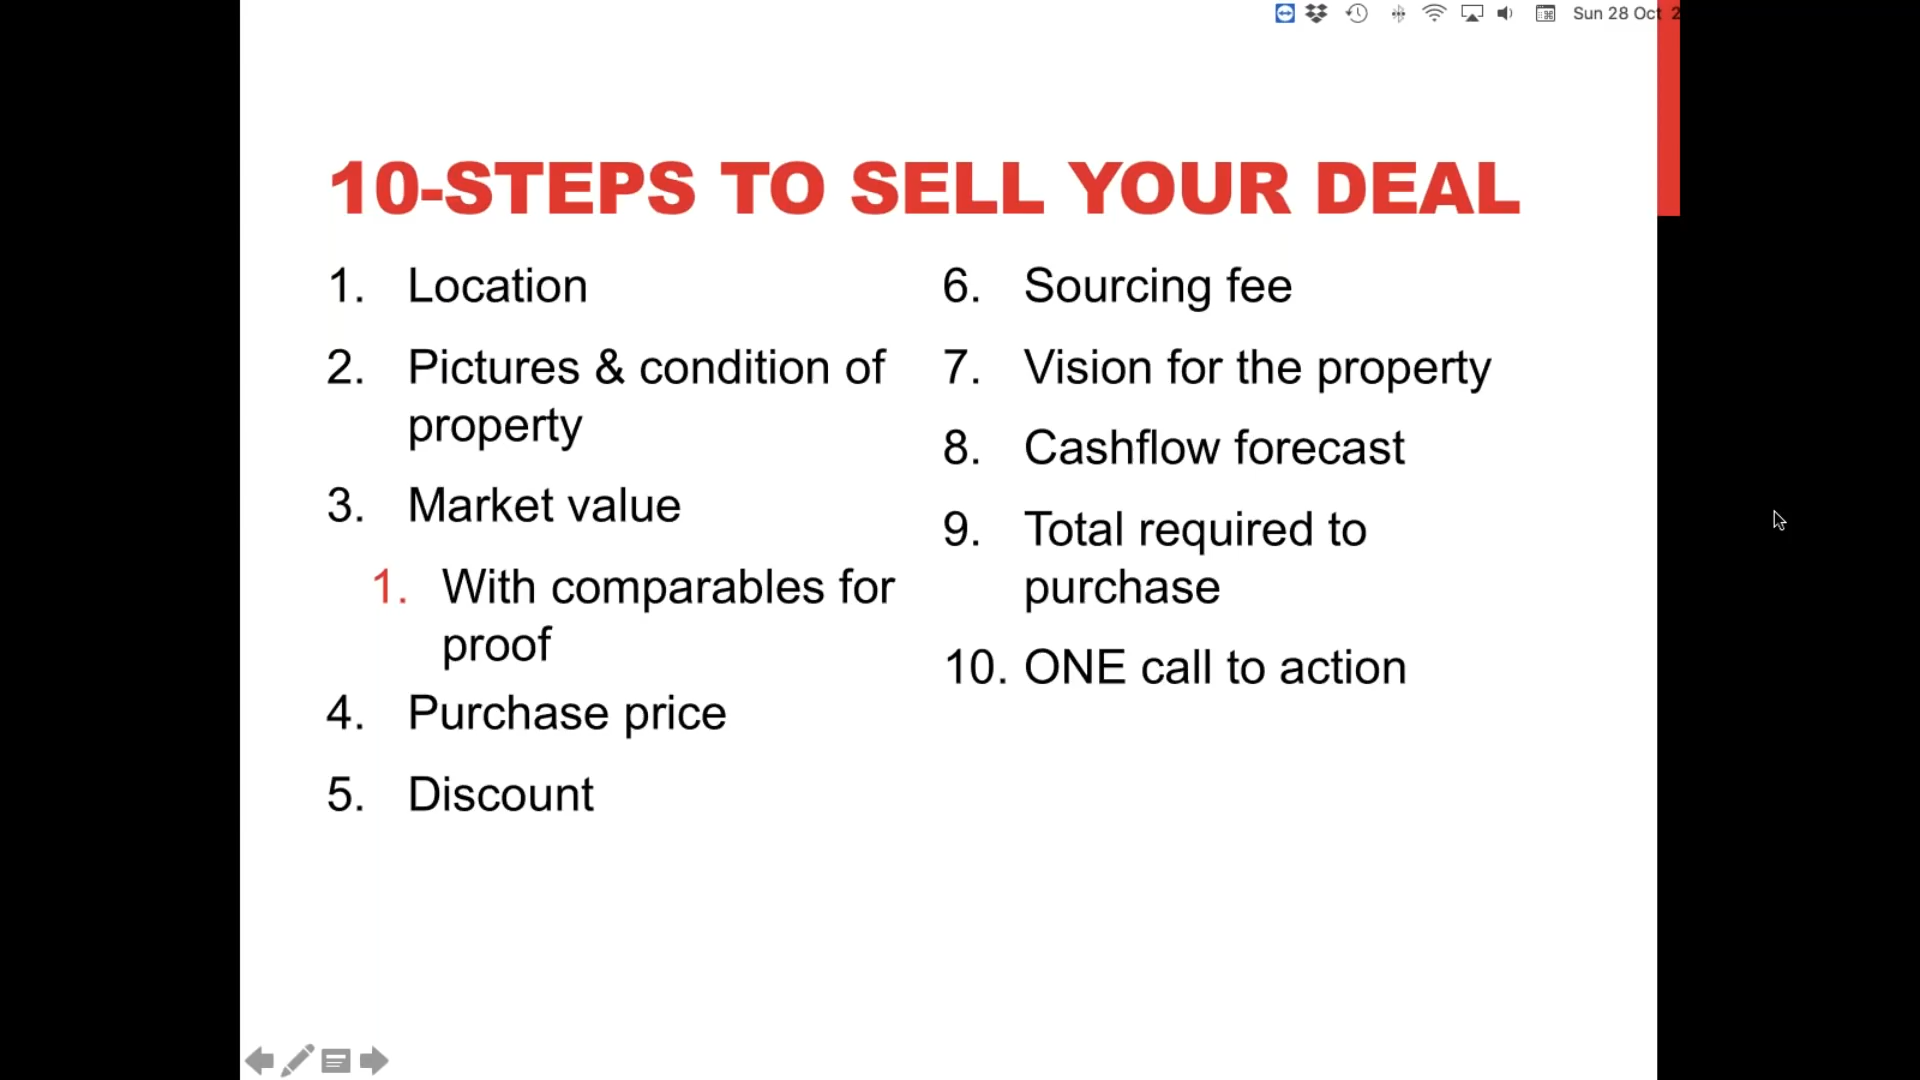 Sun 28 Oct 2
10-STEPS TO SELL YOUR DEAL
1. Location
2. Pictures & condition of
property
3. Market value
1. With comparables for
proof
4. Purchase price
5. Discount
6. Sourcing fee
7. Vision for the property
8. Cashflow forecast
9. Total required to
purchase
10. ONE call to action